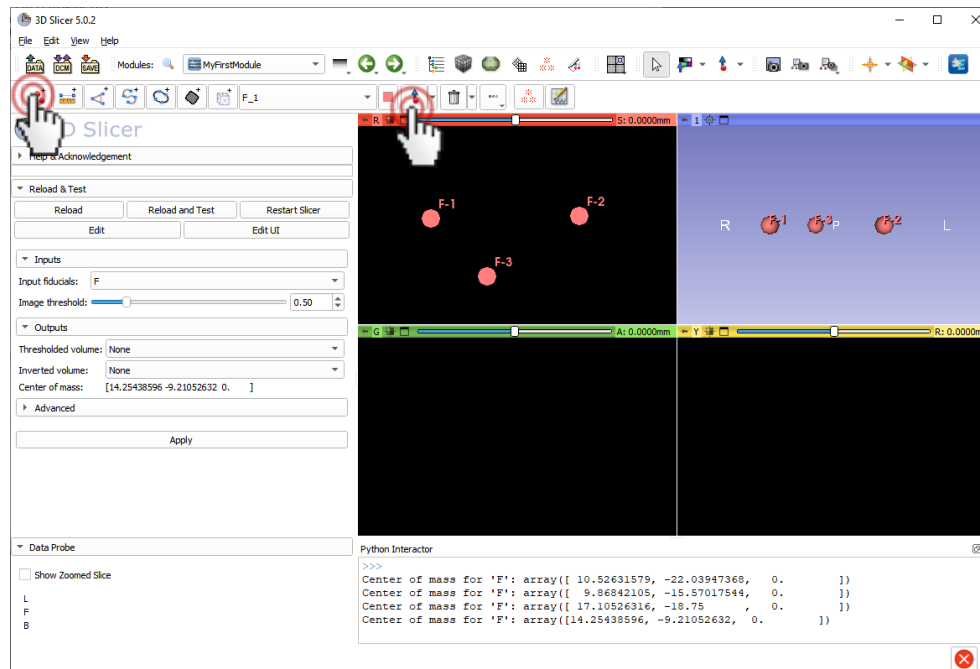 3D Slicer 5.0.2
File Edit View Help
DATA DCM SAVE Modules: MyFirstModule
F_1
3D Slicer
Help & Acknowledgement
Reload & Test
Reload Reload and Test Restart Slicer
Edit Edit UI
Inputs
Input fiducials: F
Image threshold: 0.50
Outputs
Thresholded volume: None
Inverted volume: None
Center of mass: [14.25438596 -9.21052632 0. ]
Advanced
Apply
Data Probe
Show Zoomed Slice
L
F
B
R S: 0.0000mm
F-1
F-2
F-3
1
R F-1 F-3 P F-2 L
G A: 0.0000mm
Y R: 0.0000m
Python Interactor
>>>
Center of mass for 'F': array([ 10.52631579, -22.03947368, 0. ])
Center of mass for 'F': array([ 9.86842105, -15.57017544, 0. ])
Center of mass for 'F': array([ 17.10526316, -18.75 , 0. ])
Center of mass for 'F': array([14.25438596, -9.21052632, 0. ])